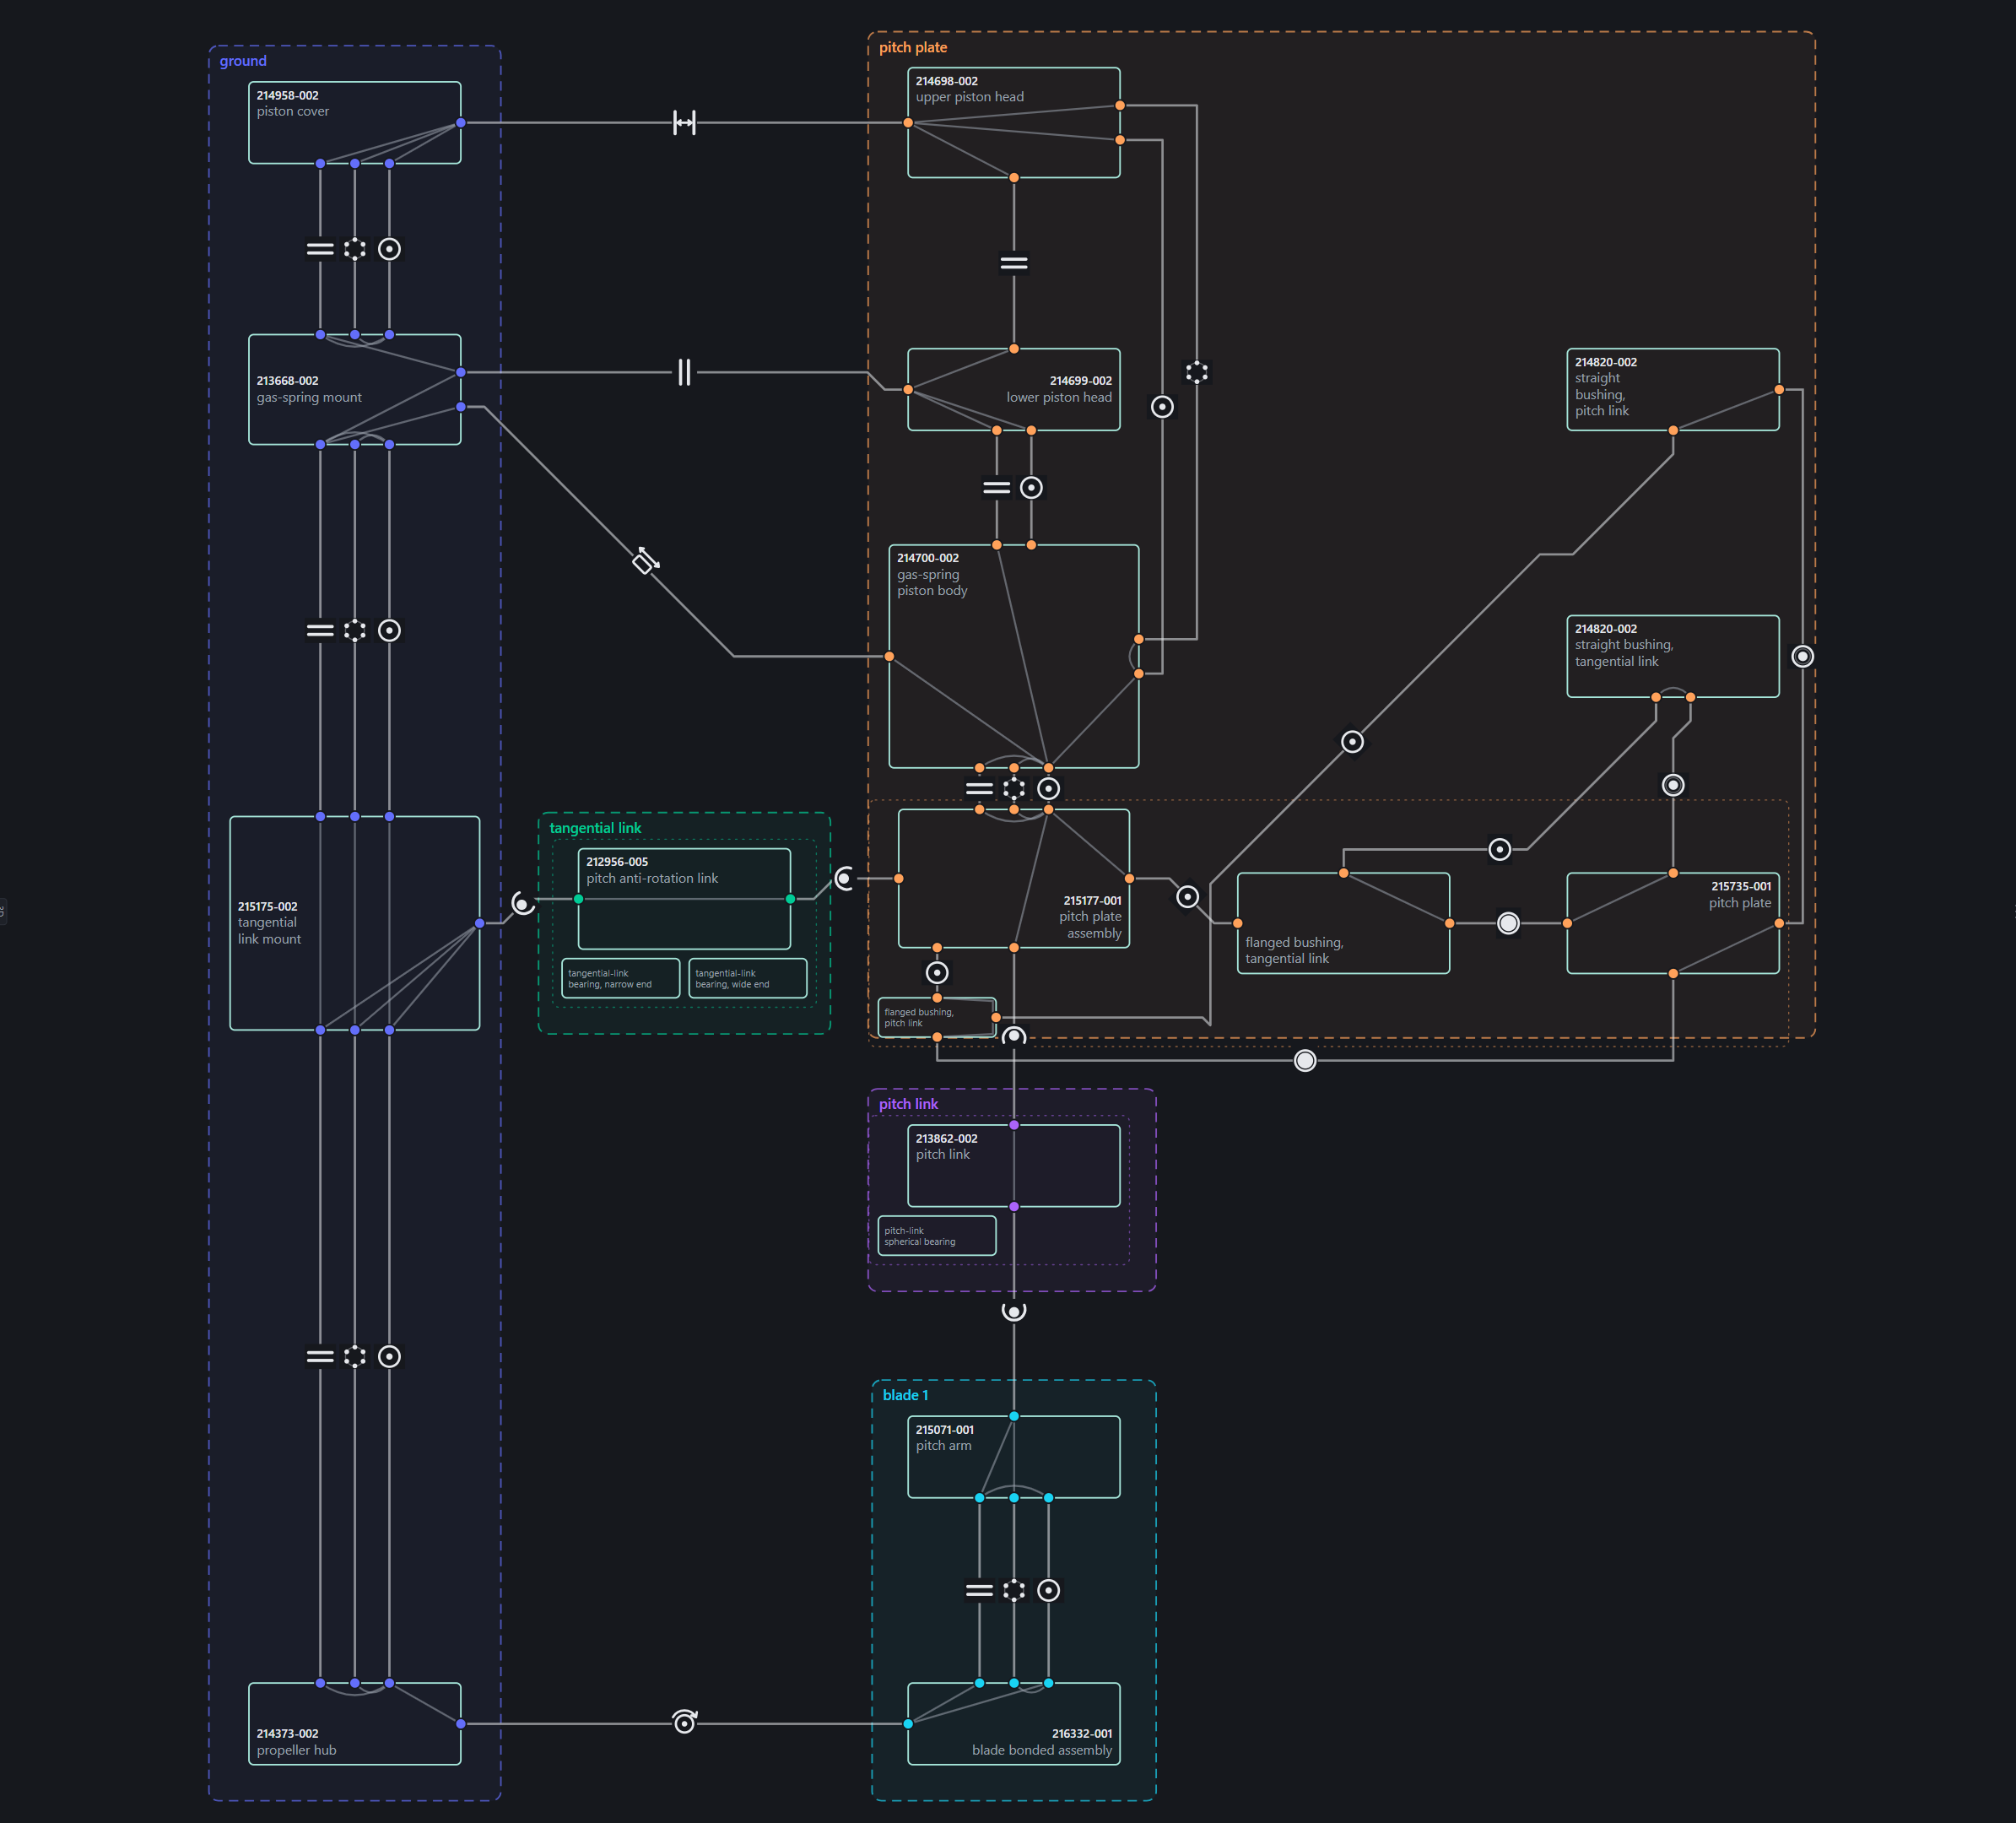 ground
214958-002
piston cover
213668-002
gas-spring mount
215175-002
tangential
link mount
214373-002
propeller hub
tangential link
212956-005
pitch anti-rotation link
tangential-link
bearing, narrow end
tangential-link
bearing, wide end
pitch plate
214698-002
upper piston head
214699-002
lower piston head
214700-002
gas-spring
piston body
214820-002
straight
bushing,
pitch link
214820-002
straight bushing,
tangential link
215177-001
pitch plate
assembly
flanged bushing,
tangential link
215735-001
pitch plate
flanged bushing,
pitch link
pitch link
213862-002
pitch link
pitch-link
spherical bearing
blade 1
215071-001
pitch arm
216332-001
blade bonded assembly